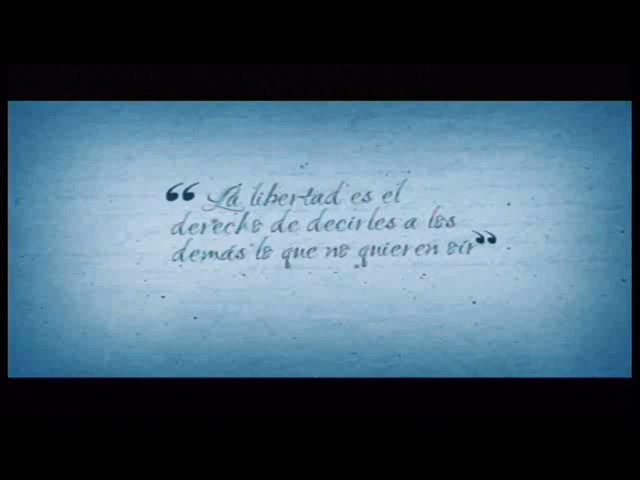 “La libertad es el
derecho de decirles a los
demás lo que no quieren oír”